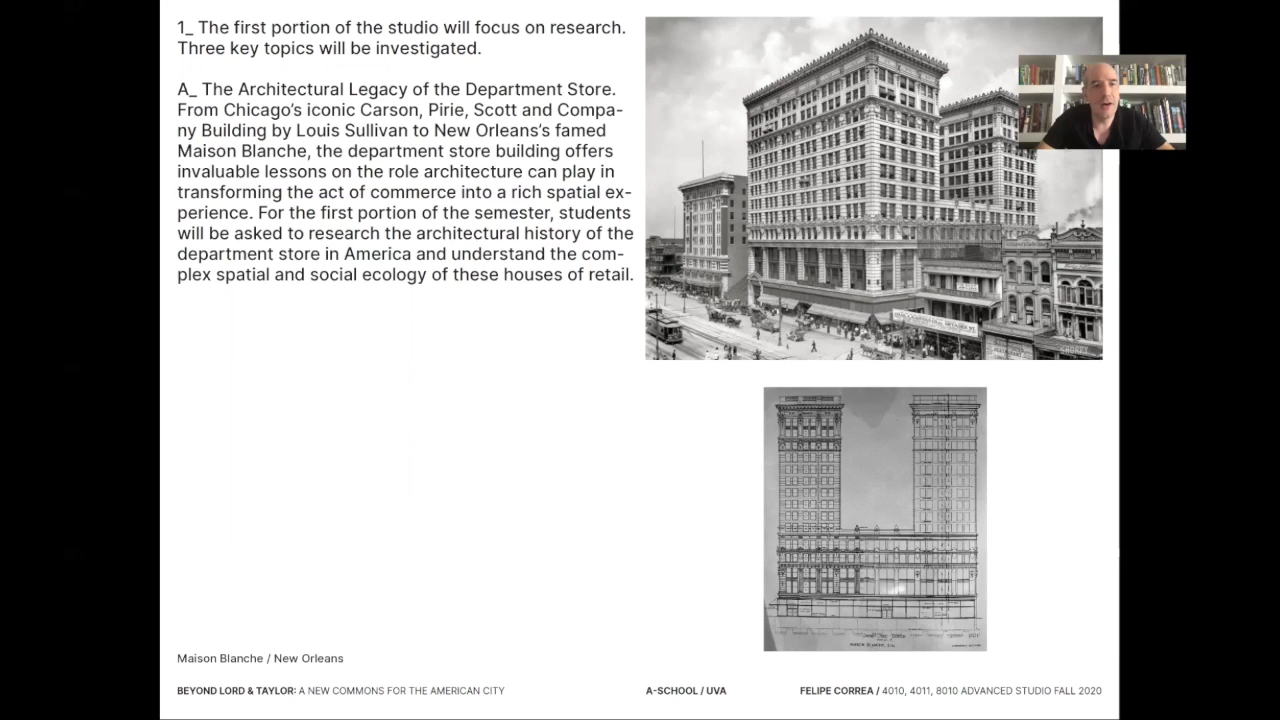 1_ The first portion of the studio will focus on research.
Three key topics will be investigated.
A_ The Architectural Legacy of the Department Store.
From Chicago's iconic Carson, Pirie, Scott and Compa-
ny Building by Louis Sullivan to New Orleans's famed
Maison Blanche, the department store building offers
invaluable lessons on the role architecture can play in
transforming the act of commerce into a rich spatial ex-
perience. For the first portion of the semester, students
will be asked to research the architectural history of the
department store in America and understand the com-
plex spatial and social ecology of these houses of retail.
SHORPY
Maison Blanche / New Orleans
BEYOND LORD & TAYLOR: A NEW COMMONS FOR THE AMERICAN CITY
A-SCHOOL / UVA
FELIPE CORREA / 4010, 4011, 8010 ADVANCED STUDIO FALL 2020